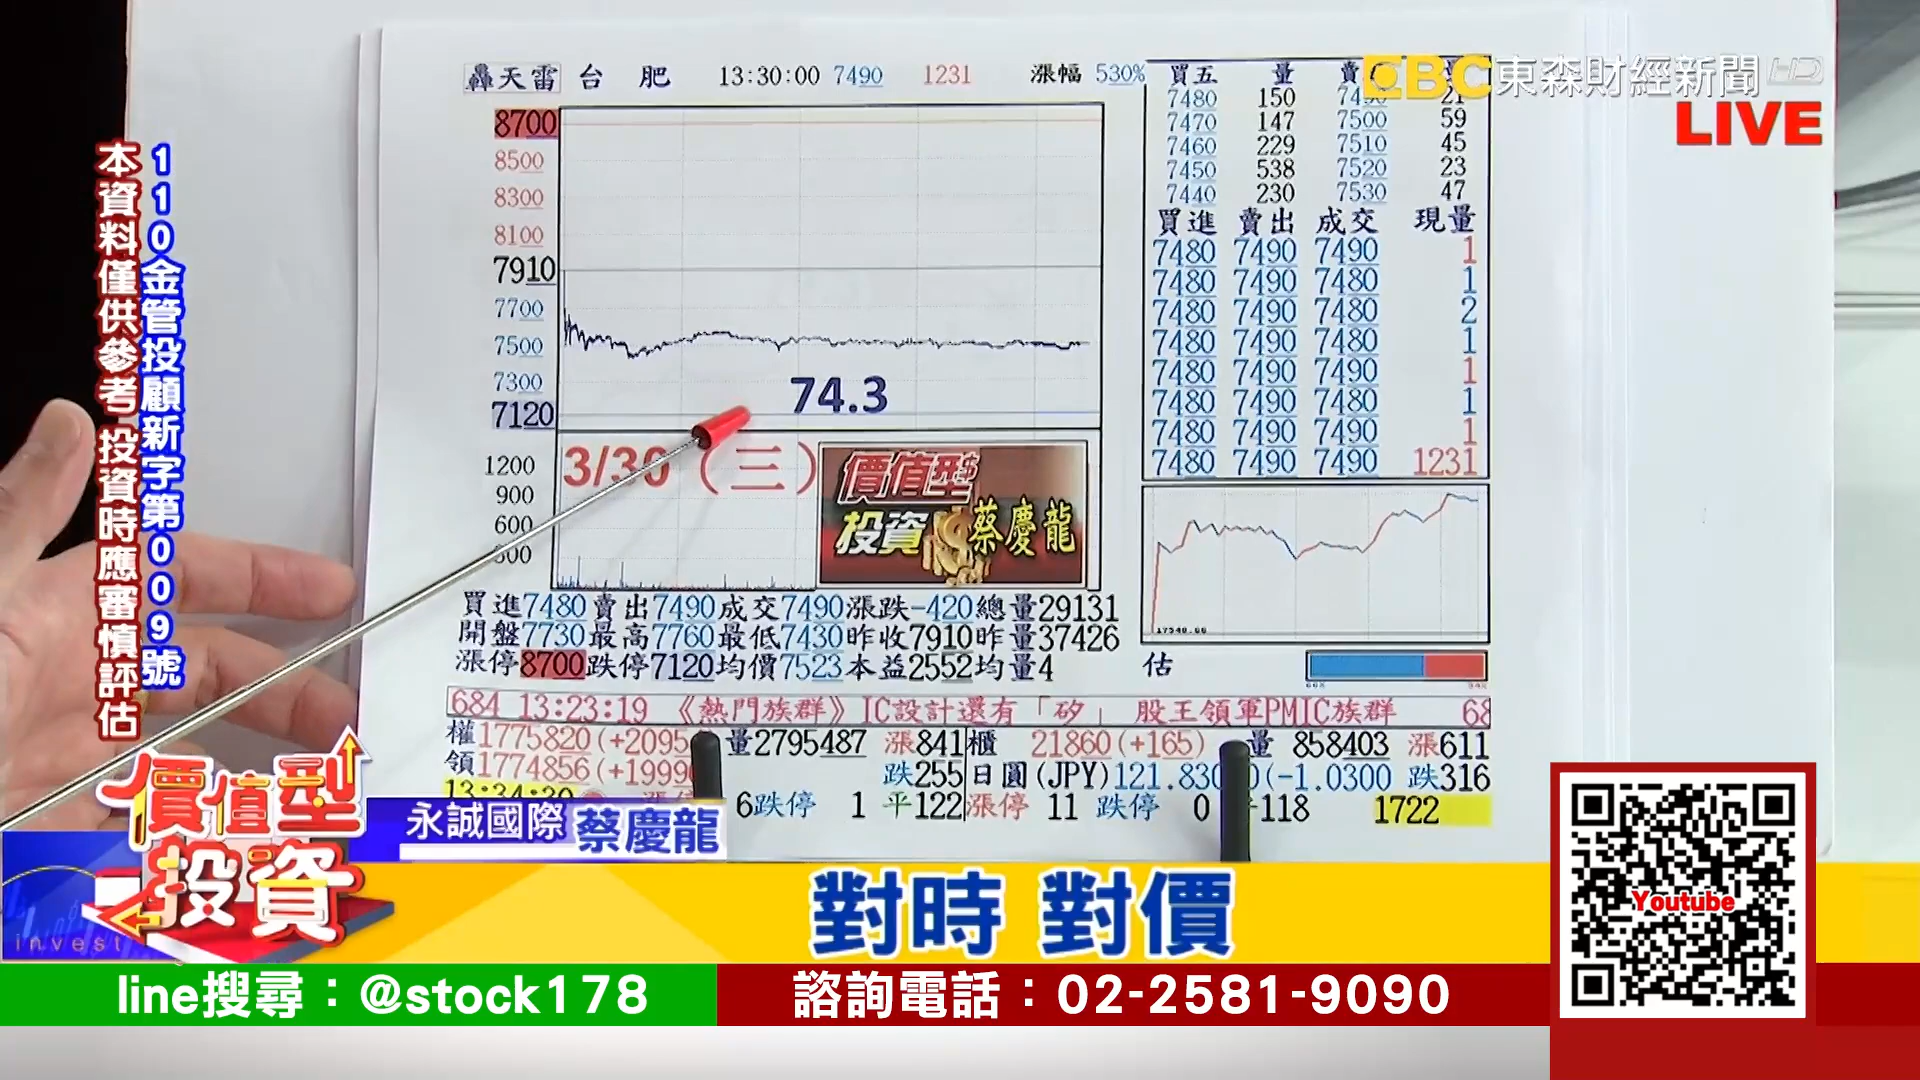 EBC 東森財經新聞 HD
LIVE
110金管投顧新字第009號
本資料僅供參考 投資時應審慎評估
轟天雷 台 肥 13:30:00 7490 1231 漲幅 530%
8700
8500
8300
8100
7910
7700
7500
7300
7120
74.3
1200
900
600
3/30 (三)
價值型
投資
蔡慶龍
買五 量
7480 150 21
7470 147 7500 59
7460 229 7510 45
7450 538 7520 23
7440 230 7530 47
買進 賣出 成交 現量
7480 7490 7490 1
7480 7490 7480 1
7480 7490 7480 2
7480 7490 7480 1
7480 7490 7490 1
7480 7490 7480 1
7480 7490 7490 1
7480 7490 7490 1231
17540.66
估
買進7480賣出7490成交7490漲跌-420總量29131
開盤7730最高7760最低7430昨收7910昨量37426
漲停8700跌停7120均價7523本益2552均量4
684 13:23:19 《熱門族群》IC設計還有「矽」 股王領軍PMIC族群 68
權1775820(+2095 量2795487 漲841 櫃 21860(+165) 量 858403 漲611
領1774856(+1999 跌255 日圓(JPY)121.830 (-1.0300 跌316
13:34:20 6跌停 1 平122 漲停 11 跌停 0 118 1722
價值型
投資
invest
永誠國際 蔡慶龍
對時 對價
Youtube
line搜尋：@stock178
諮詢電話：02-2581-9090